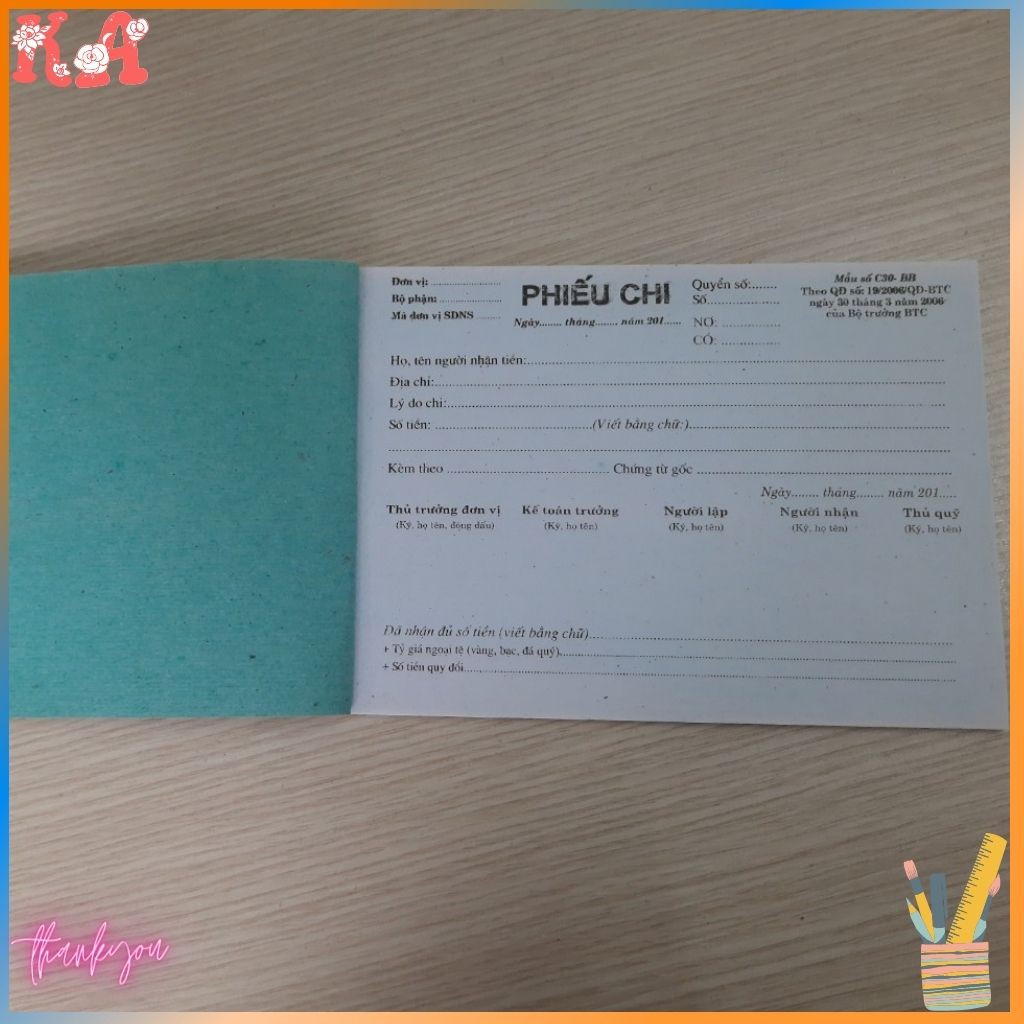 KA
Đơn vị: ........................
Bộ phận: ......................
Mã đơn vị SDNS ........
PHIẾU CHI
Ngày........ tháng........ năm 201......
Quyển số:.......
Số....................
NỢ: ................
CÓ: ................
Mẫu số C30- BB
Theo QĐ số: 19/2006/QĐ-BTC
ngày 30 tháng 3 năm 2006
của Bộ trưởng BTC
Họ, tên người nhận tiền:................................................
Địa chỉ:................................................
Lý do chi:................................................
Số tiền: ........................(Viết bằng chữ:)................................
................................................................
Kèm theo ................................ Chứng từ gốc ................................
Ngày........ tháng........ năm 201.....
Thủ trưởng đơn vị Kế toán trưởng Người lập Người nhận Thủ quỹ
(Ký, họ tên, đóng dấu) (Ký, họ tên) (Ký, họ tên) (Ký, họ tên) (Ký, họ tên)
Đã nhận đủ số tiền (viết bằng chữ)................................
+ Tỷ giá ngoại tệ (vàng, bạc, đá quý)................................
+ Số tiền quy đổi................................
thankyou